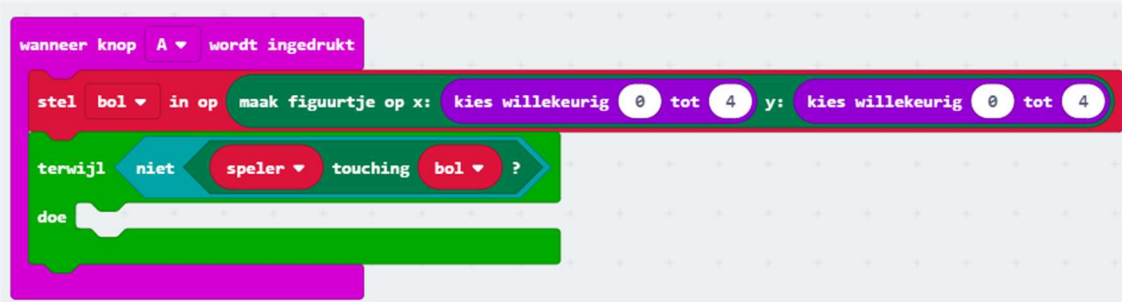 wanneer knop A wordt ingedrukt
stel bol in op maak figuurtje op x: kies willekeurig 0 tot 4 y: kies willekeurig 0 tot 4
terwijl niet speler touching bol ?
doe